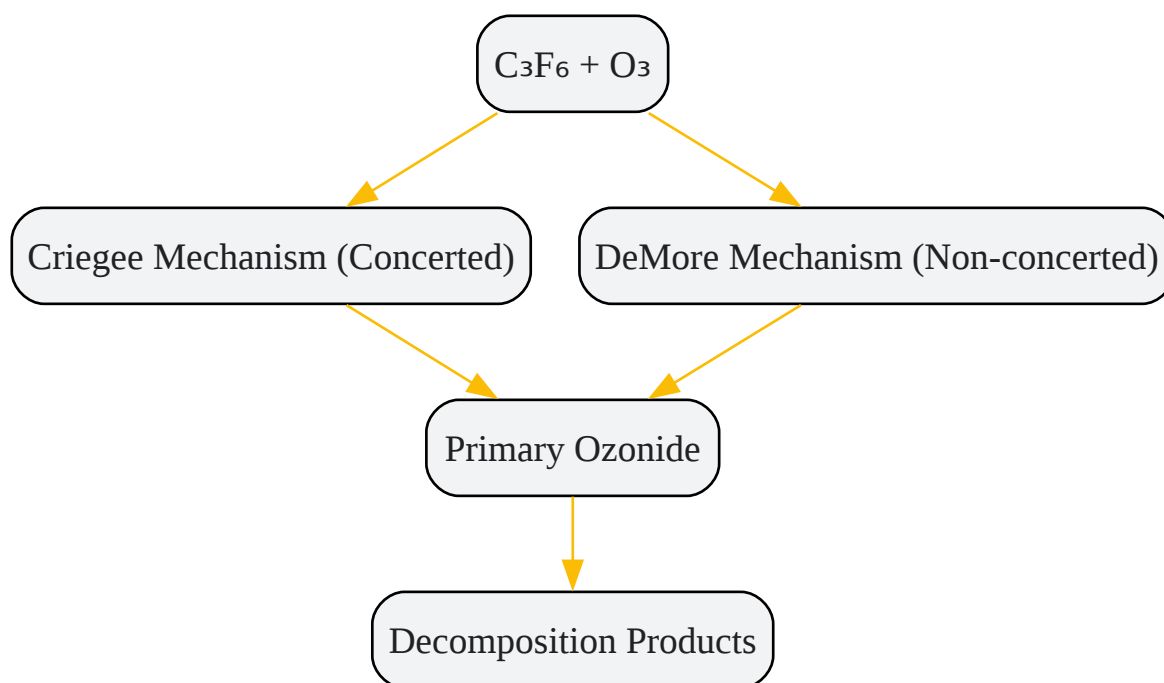 C₃F₆ + O₃
Criegee Mechanism (Concerted)
DeMore Mechanism (Non-concerted)
Primary Ozonide
Decomposition Products